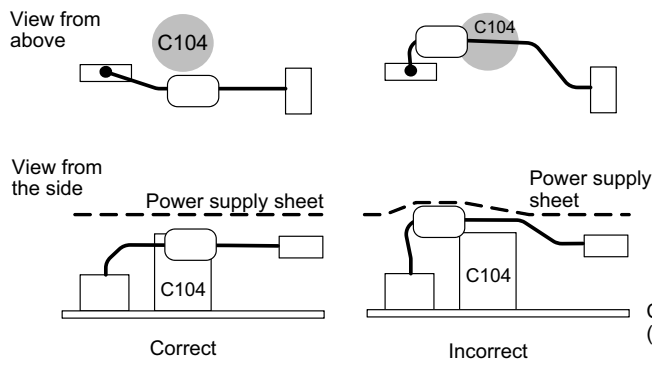 View from
above
C104
C104
View from
the side
Power supply sheet
Power supply
sheet
C104
C104
Correct
Incorrect
(